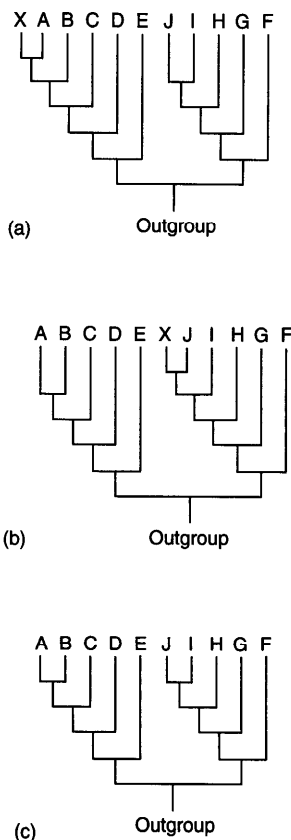 X A B C D E J I H G F
Outgroup
(a)
A B C D E X J I H G F
Outgroup
(b)
A B C D E J I H G F
Outgroup
(c)